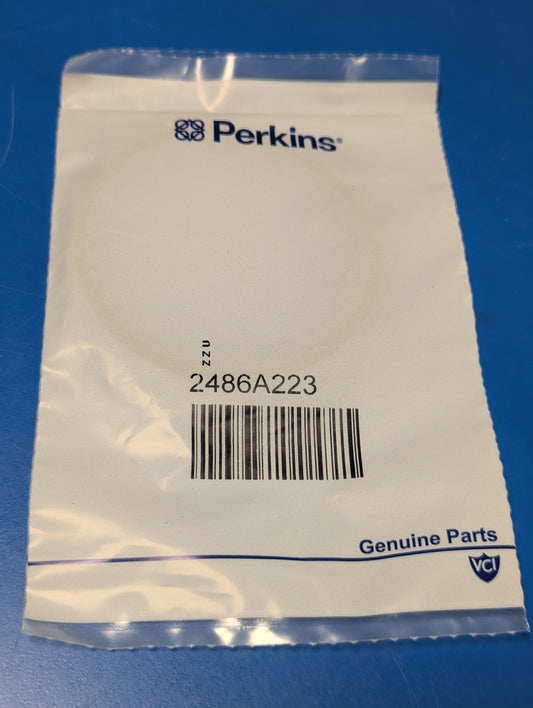 Perkins®
ZZU
2486A223
Genuine Parts
VCI